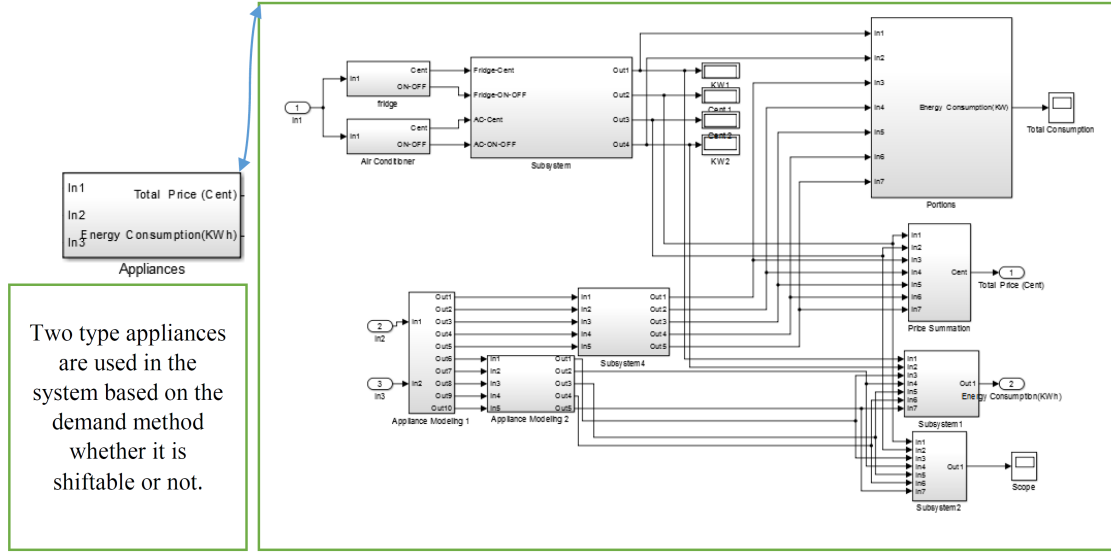 In1
Cent
ON-OFF
fridge
1
In1
In1
Cent
ON-OFF
Air Conditioner
Fridge-Cent
Fridge-ON-OFF
AC-Cent
AC-ON-OFF
Out1
Out2
Out3
Out4
Subsystem
KW1
Cent 1
Cent 2
KW2
In1
In2
In3
In4
In5
In6
In7
Energy Consumption(KW)
Portions
Total Consumption
In1
In2
In3
Total Price (Cent)
Energy Consumption(KWh)
Appliances
Two type appliances
are used in the
system based on the
demand method
whether it is
shiftable or not.
2
In2
3
In3
In1
In2
Out1
Out2
Out3
Out4
Out5
Out6
Out7
Out8
Out9
Out10
Appliance Modeling 1
In1
In2
In3
In4
In5
Out1
Out2
Out3
Out4
Out5
Subsystem4
In1
In2
In3
In4
In5
Out1
Out2
Out3
Out4
Out5
Appliance Modeling 2
In1
In2
In3
In4
In5
In6
In7
Cent
Price Summation
1
Total Price (Cent)
In1
In2
In3
In4
In5
In6
In7
Out1
Subsystem1
2
Energy Consumption(KWh)
In1
In2
In3
In4
In5
In6
In7
Out1
Subsystem2
Scope